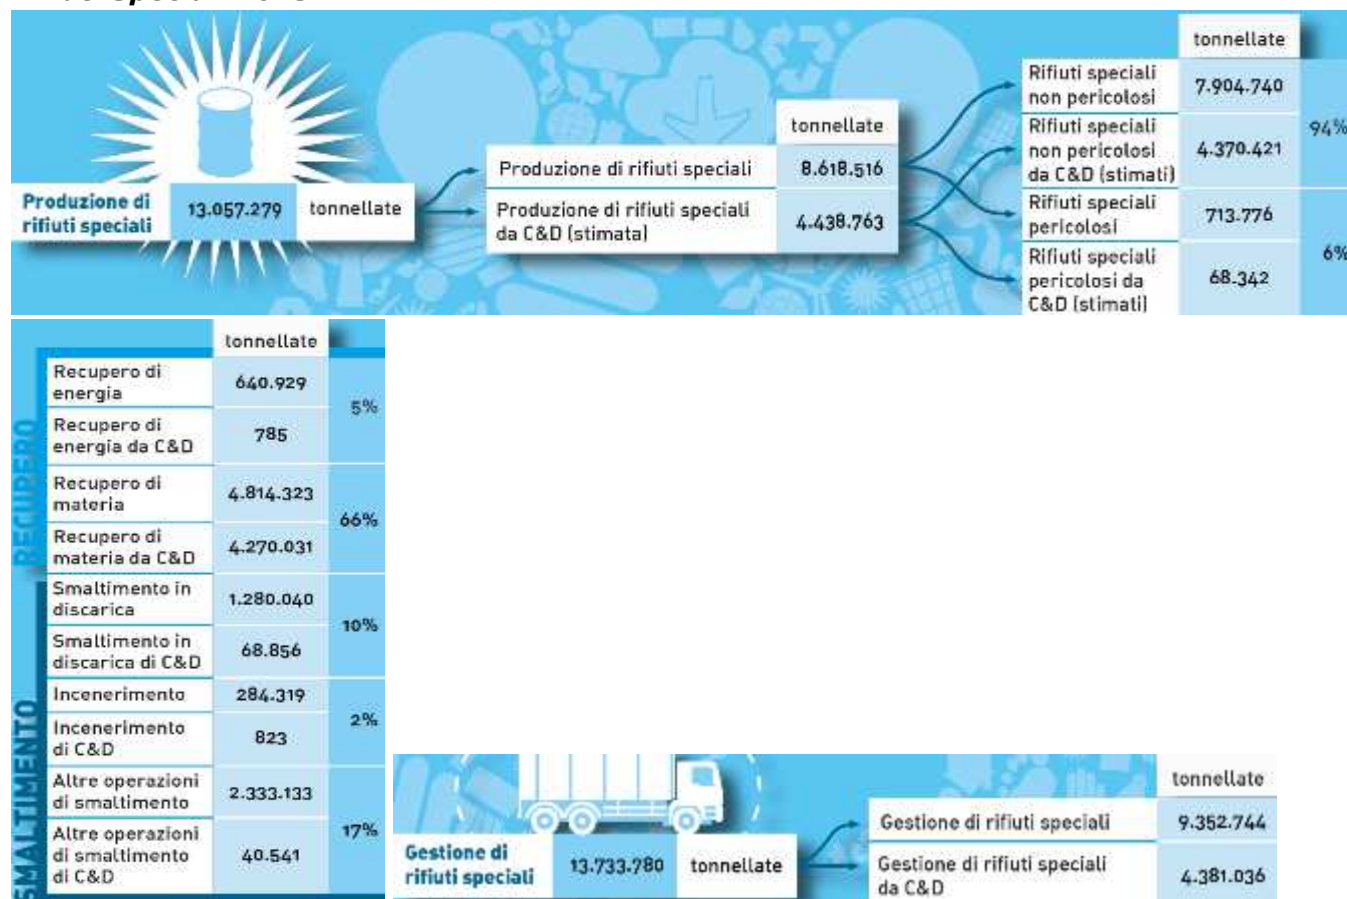 tonnellate
Rifiuti speciali
non pericolosi
7.904.740
94%
Rifiuti speciali
non pericolosi
da C&D (stimati)
4.370.421
tonnellate
Produzione di rifiuti speciali
8.618.516
Produzione di
rifiuti speciali
13.057.279
tonnellate
Produzione di rifiuti speciali
da C&D (stimata)
4.438.763
Rifiuti speciali
pericolosi
713.776
6%
Rifiuti speciali
pericolosi da
C&D (stimati)
68.342
tonnellate
RECUPERO
Recupero di
energia
640.929
5%
Recupero di
energia da C&D
785
Recupero di
materia
4.814.323
66%
Recupero di
materia da C&D
4.270.031
SMALTIMENTO
Smaltimento in
discarica
1.280.040
10%
Smaltimento in
discarica di C&D
68.856
Incenerimento
284.319
2%
Incenerimento
di C&D
823
Altre operazioni
di smaltimento
2.333.133
17%
Altre operazioni
di smaltimento
di C&D
40.541
tonnellate
Gestione di rifiuti speciali
9.352.744
Gestione di
rifiuti speciali
13.733.780
tonnellate
Gestione di rifiuti speciali
da C&D
4.381.036